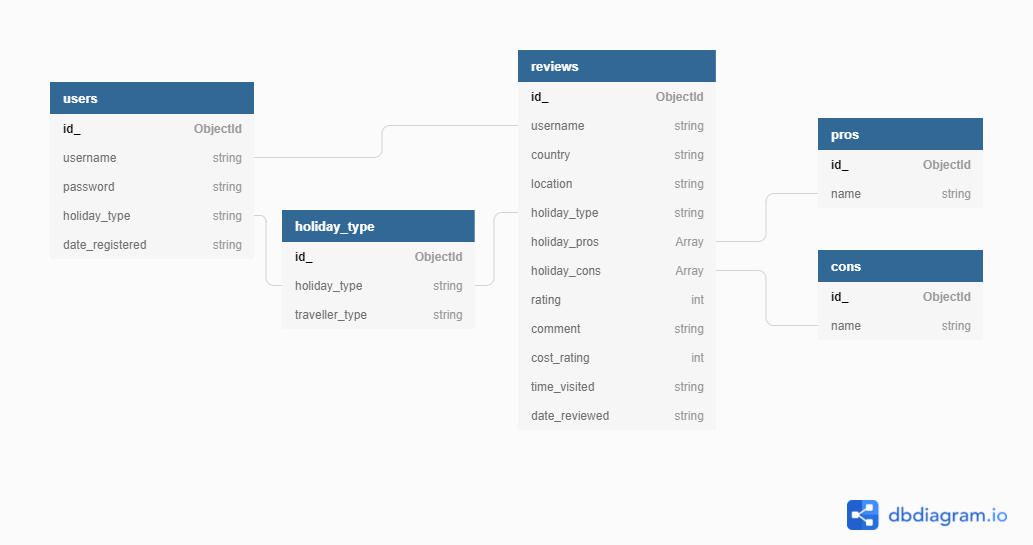 users
id_ ObjectId
username string
password string
holiday_type string
date_registered string
holiday_type
id_ ObjectId
holiday_type string
traveller_type string
reviews
id_ ObjectId
username string
country string
location string
holiday_type string
holiday_pros Array
holiday_cons Array
rating int
comment string
cost_rating int
time_visited string
date_reviewed string
pros
id_ ObjectId
name string
cons
id_ ObjectId
name string
dbdiagram.io